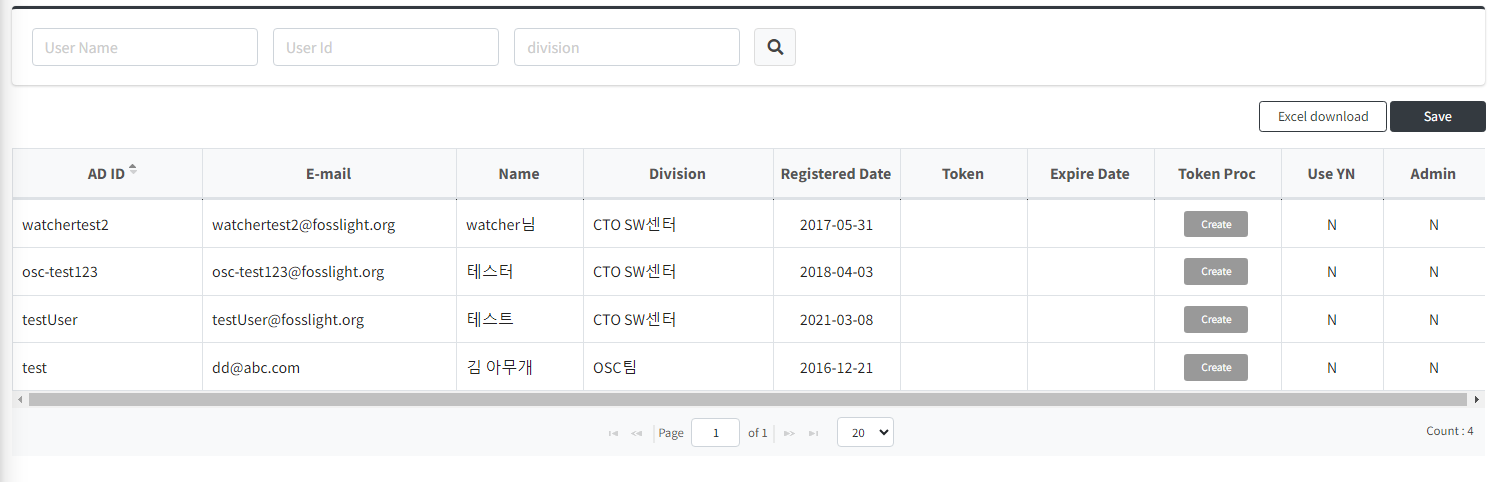 User Name User Id division
Excel download Save
AD ID E-mail Name Division Registered Date Token Expire Date Token Proc Use YN Admin
watchertest2 watchertest2@fosslight.org watcher님 CTO SW센터 2017-05-31 Create N N
osc-test123 osc-test123@fosslight.org 테스터 CTO SW센터 2018-04-03 Create N N
testUser testUser@fosslight.org 테스트 CTO SW센터 2021-03-08 Create N N
test dd@abc.com 김 아무개 OSC팀 2016-12-21 Create N N
Page 1 of 1 20 Count : 4